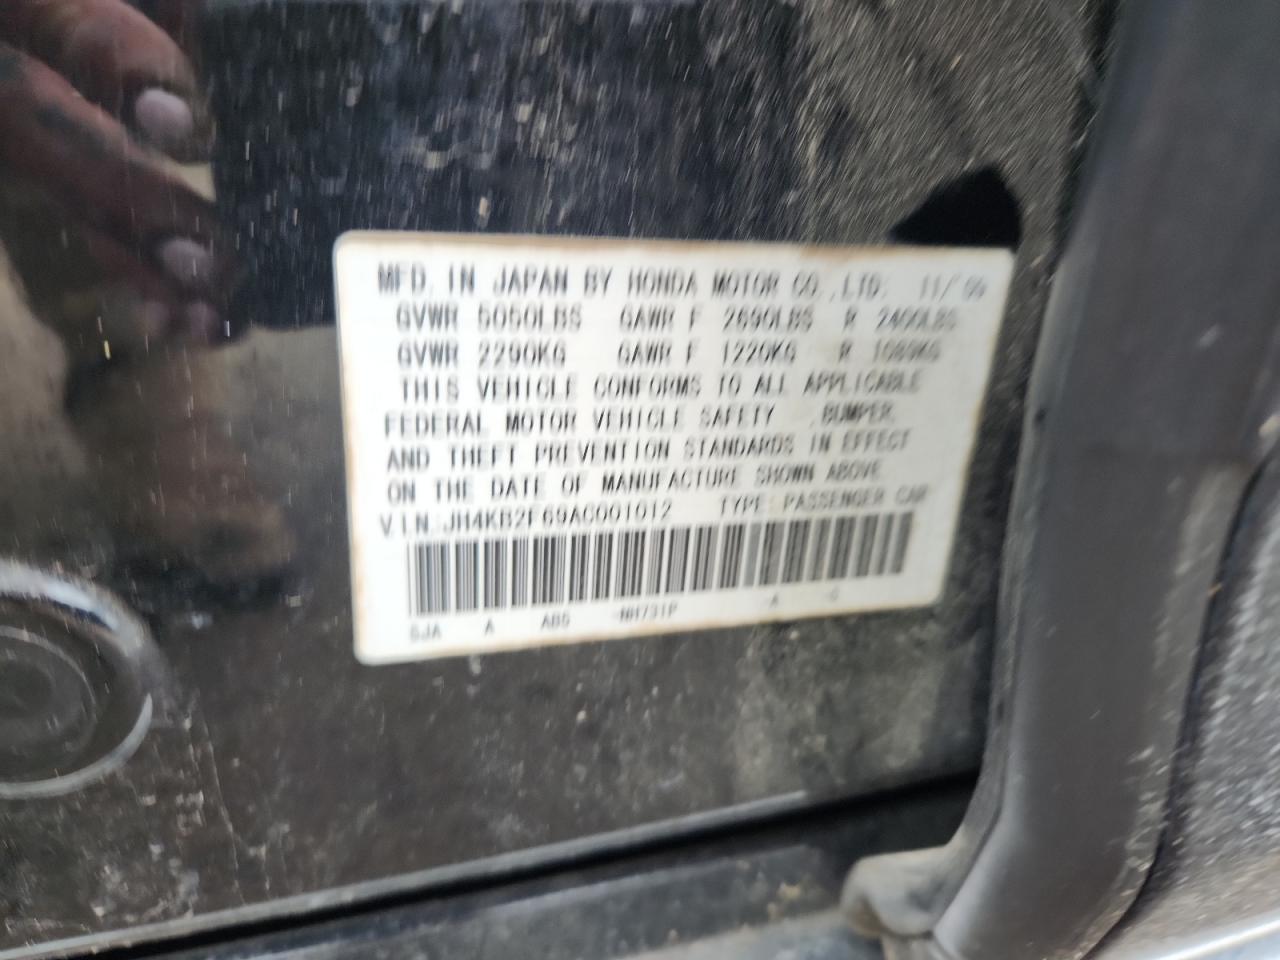 MFD. IN JAPAN BY HONDA MOTOR CO.,LTD. 11/'09
GVWR 5050LBS GAWR F 2690LBS R 2400LBS
GVWR 2290KG GAWR F 1220KG R 1089KG
THIS VEHICLE CONFORMS TO ALL APPLICABLE
FEDERAL MOTOR VEHICLE SAFETY ,BUMPER,
AND THEFT PREVENTION STANDARDS IN EFFECT
ON THE DATE OF MANUFACTURE SHOWN ABOVE
VIN:JH4KB2F69AC001012 TYPE:PASSENGER CAR
SJA A ABS NH731P A C